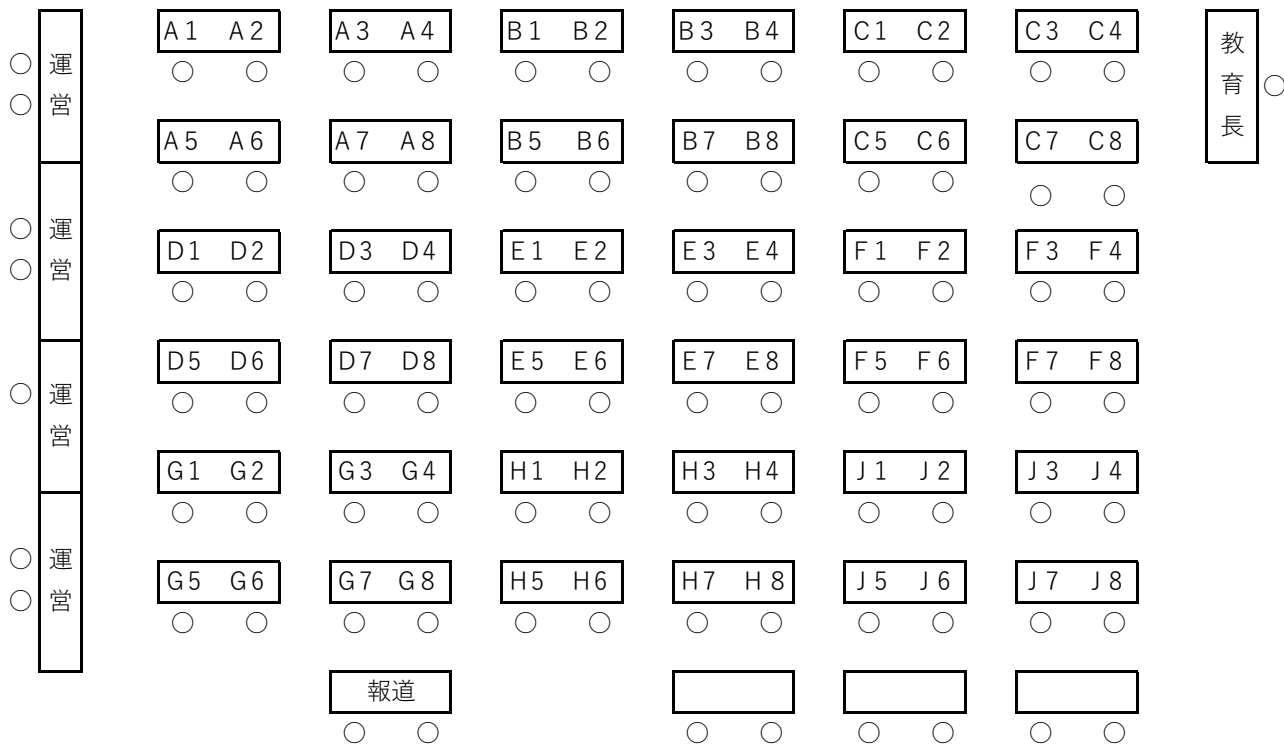 A1 A2 A3 A4 B1 B2 B3 B4 C1 C2 C3 C4
A5 A6 A7 A8 B5 B6 B7 B8 C5 C6 C7 C8
D1 D2 D3 D4 E1 E2 E3 E4 F1 F2 F3 F4
D5 D6 D7 D8 E5 E6 E7 E8 F5 F6 F7 F8
G1 G2 G3 G4 H1 H2 H3 H4 J1 J2 J3 J4
G5 G6 G7 G8 H5 H6 H7 H8 J5 J6 J7 J8
報道
運営
運営
運営
運営
教育長